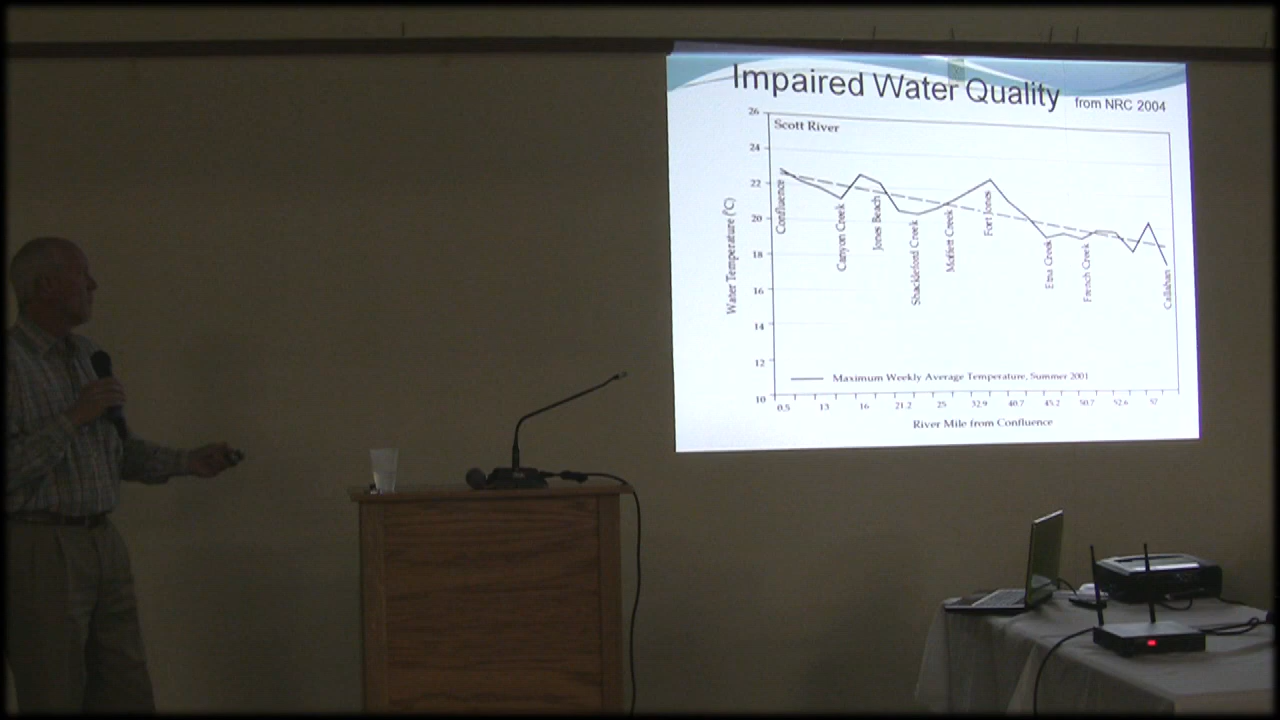 Impaired Water Quality from NRC 2004
Scott River
26
24
22
20
18
16
14
12
10
Water Temperature (°C)
Confluence
Canyon Creek
Jones Beach
Shackleford Creek
Moffett Creek
Fort Jones
Etna Creek
French Creek
Callahan
Maximum Weekly Average Temperature, Summer 2001
0.5 13 16 21.2 25 32.9 40.7 45.2 50.7 52.6 57
River Mile from Confluence